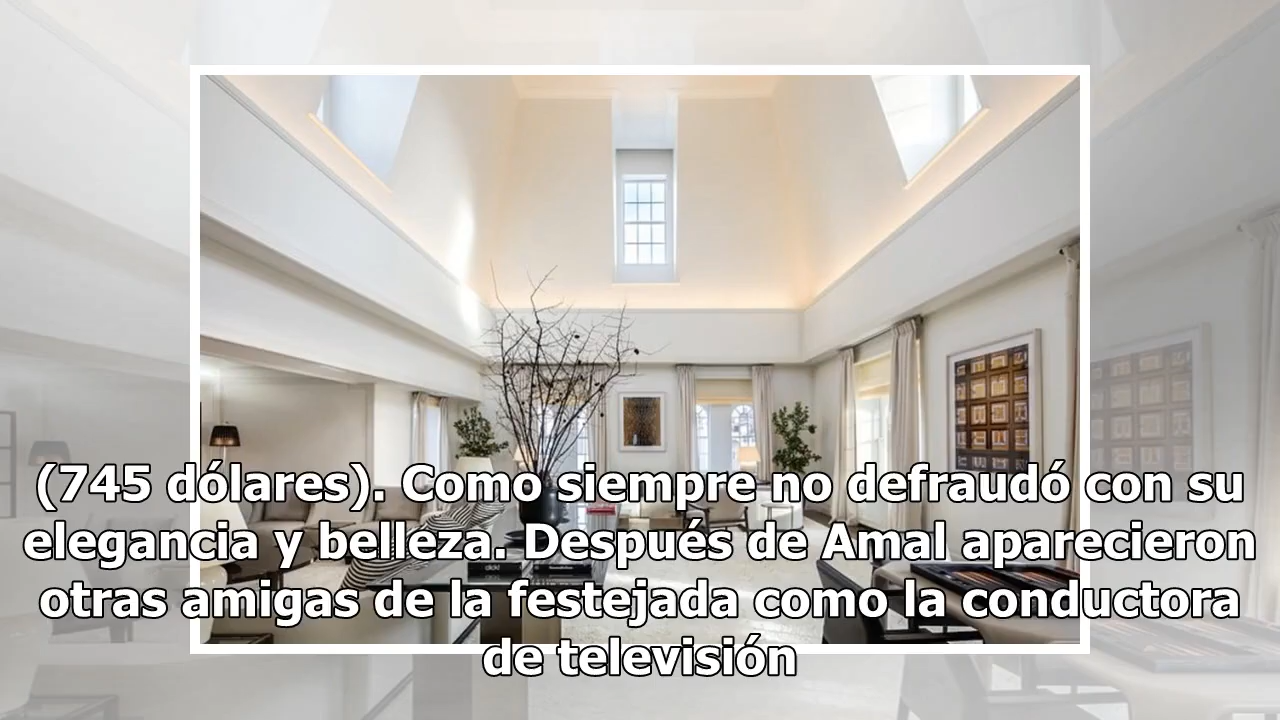 (745 dólares). Como siempre no defraudó con su
elegancia y belleza. Después de Amal aparecieron
otras amigas de la festejada como la conductora
de televisión